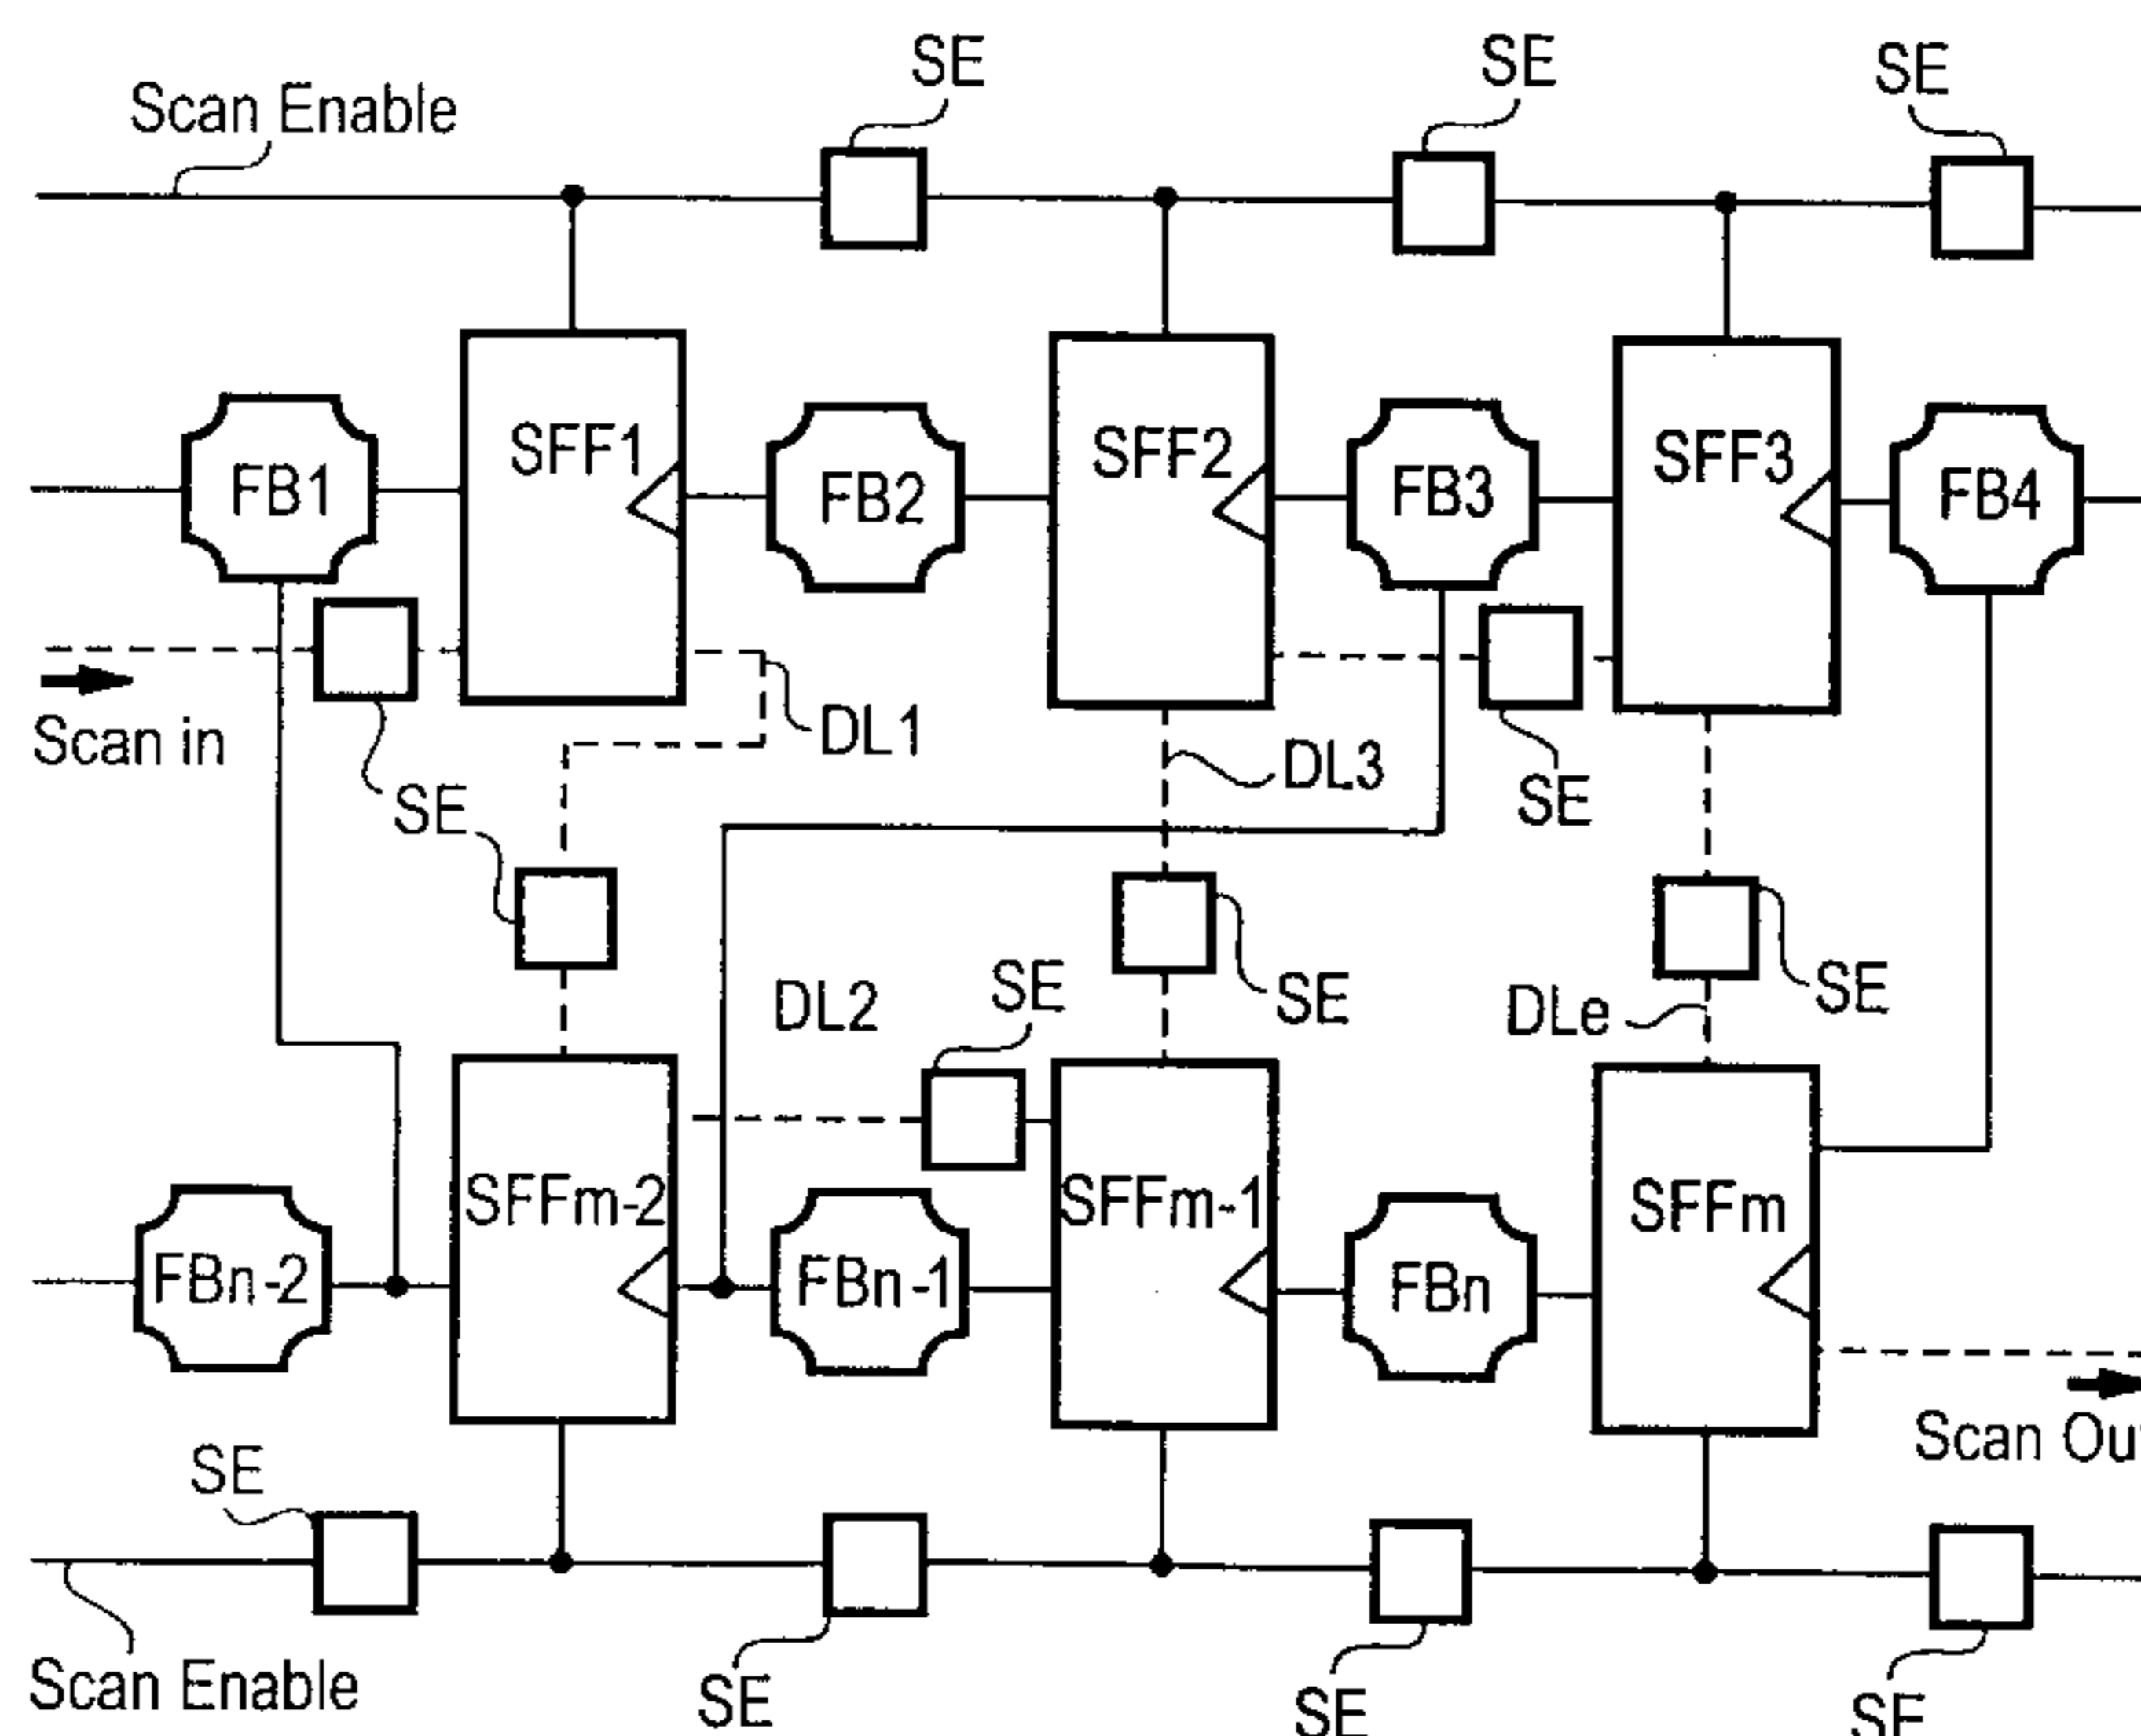 SE
SE
SE
Scan Enable
SFF1
SFF2
SFF3
FB1
FB2
FB3
FB4
Scan in
DL1
DL3
SE
SE
SE
DL2
SE
SE
DLe
SFFm-2
SFFm-1
SFFm
FBn-2
FBn-1
FBn
Scan Ou
SE
Scan Enable
SE
SE
SE